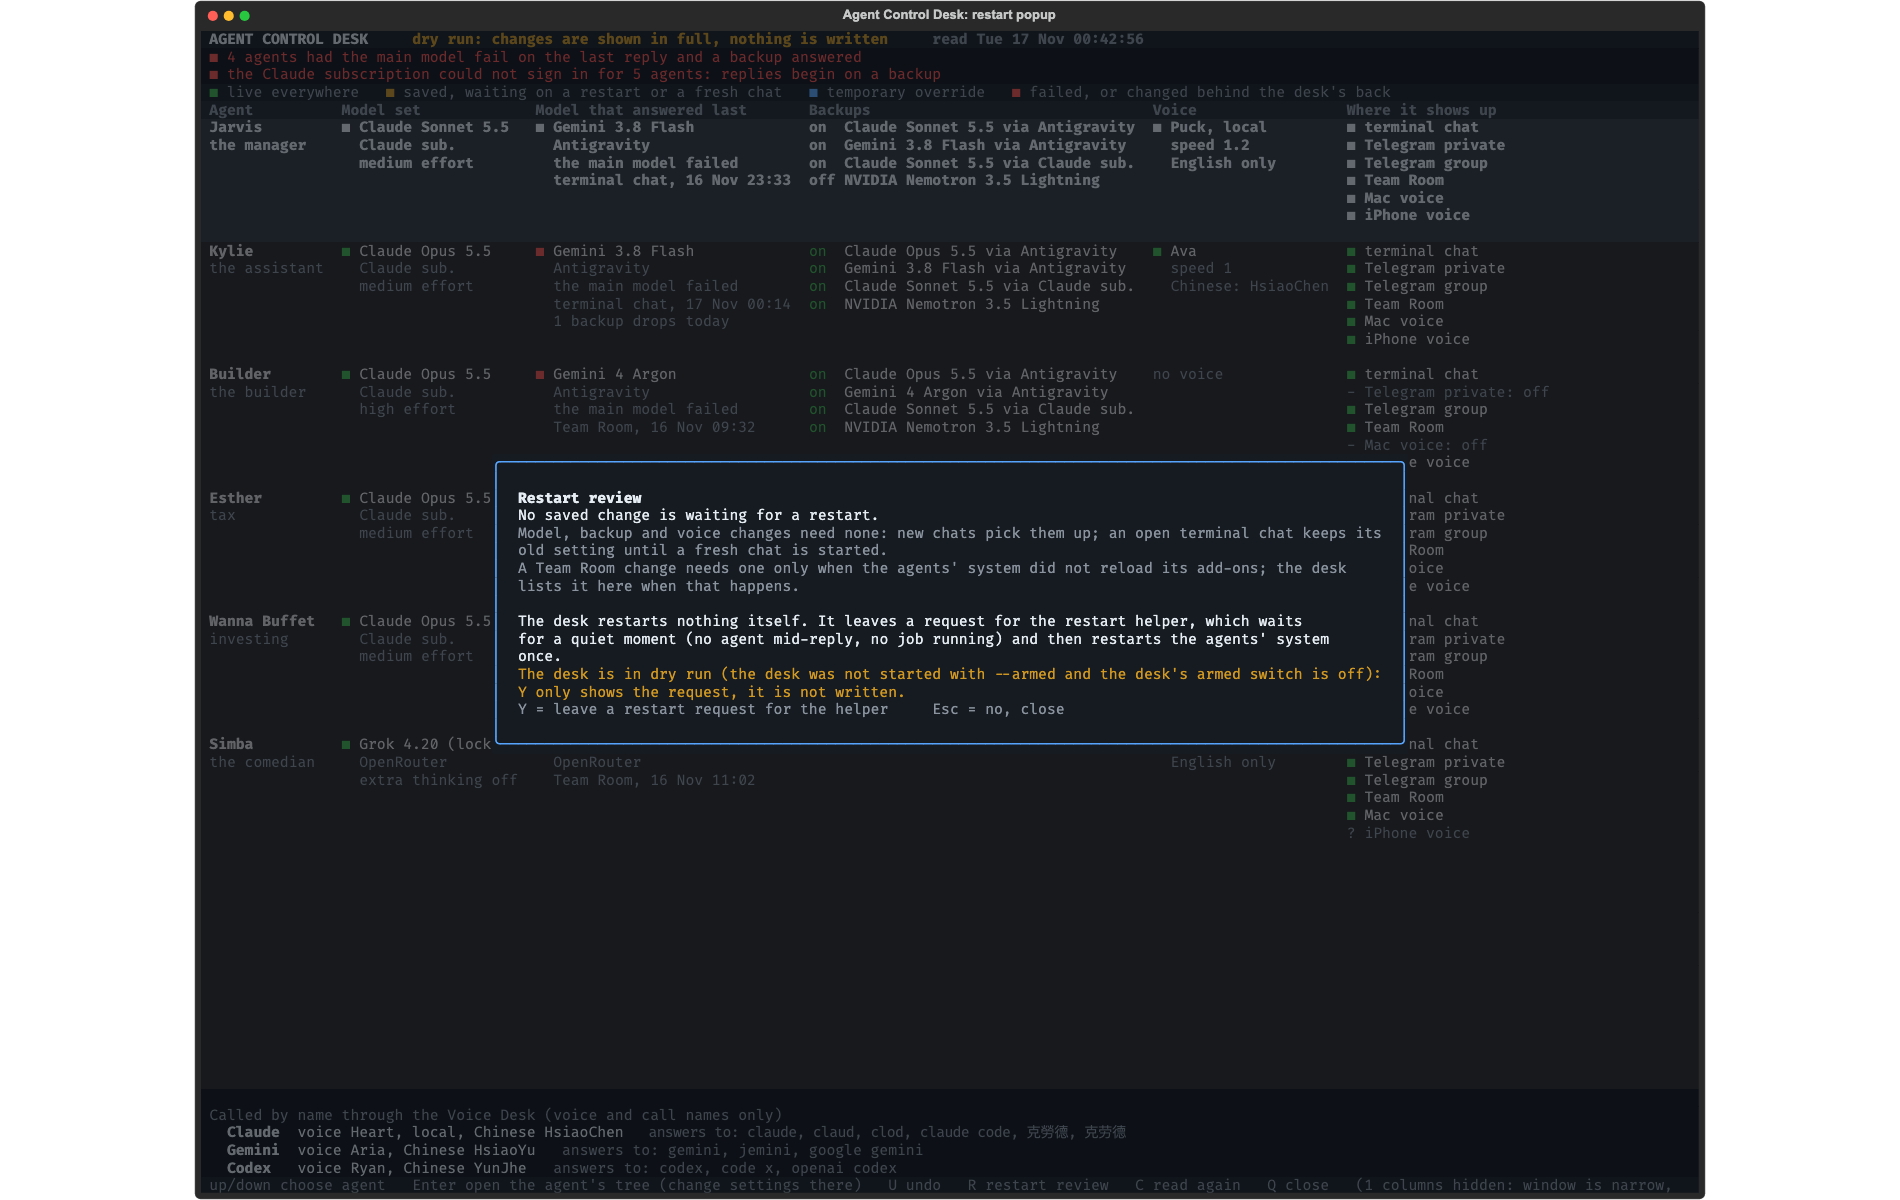 Agent Control Desk: restart popup
AGENT CONTROL DESK dry run: changes are shown in full, nothing is written read Tue 17 Nov 00:42:56
4 agents had the main model fail on the last reply and a backup answered
the Claude subscription could not sign in for 5 agents: replies begin on a backup
live everywhere saved, waiting on a restart or a fresh chat temporary override failed, or changed behind the desk's back
Agent Model set Model that answered last Backups Voice Where it shows up
Jarvis Claude Sonnet 5.5 Gemini 3.8 Flash on Claude Sonnet 5.5 via Antigravity Puck, local terminal chat
the manager Claude sub. Antigravity on Gemini 3.8 Flash via Antigravity speed 1.2 Telegram private
medium effort the main model failed on Claude Sonnet 5.5 via Claude sub. English only Telegram group
terminal chat, 16 Nov 23:33 off NVIDIA Nemotron 3.5 Lightning Team Room
Mac voice
iPhone voice
Kylie Claude Opus 5.5 Gemini 3.8 Flash on Claude Opus 5.5 via Antigravity Ava terminal chat
the assistant Claude sub. Antigravity on Gemini 3.8 Flash via Antigravity speed 1 Telegram private
medium effort the main model failed on Claude Sonnet 5.5 via Claude sub. Chinese: HsiaoChen Telegram group
terminal chat, 17 Nov 00:14 on NVIDIA Nemotron 3.5 Lightning Team Room
1 backup drops today Mac voice
iPhone voice
Builder Claude Opus 5.5 Gemini 4 Argon on Claude Opus 5.5 via Antigravity no voice terminal chat
the builder Claude sub. Antigravity on Gemini 4 Argon via Antigravity – Telegram private: off
high effort the main model failed on Claude Sonnet 5.5 via Claude sub. Telegram group
Team Room, 16 Nov 09:32 on NVIDIA Nemotron 3.5 Lightning Team Room
– Mac voice: off
e voice
Esther Claude Opus 5.5 Restart review nal chat
tax Claude sub. No saved change is waiting for a restart. ram private
medium effort Model, backup and voice changes need none: new chats pick them up; an open terminal chat keeps its ram group
old setting until a fresh chat is started. Room
A Team Room change needs one only when the agents' system did not reload its add-ons; the desk oice
lists it here when that happens. e voice
Wanna Buffet Claude Opus 5.5 The desk restarts nothing itself. It leaves a request for the restart helper, which waits nal chat
investing Claude sub. for a quiet moment (no agent mid-reply, no job running) and then restarts the agents' system ram private
medium effort once. ram group
The desk is in dry run (the desk was not started with --armed and the desk's armed switch is off): Room
Y only shows the request, it is not written. oice
Y = leave a restart request for the helper Esc = no, close e voice
Simba Grok 4.20 (lock nal chat
the comedian OpenRouter OpenRouter English only Telegram private
extra thinking off Team Room, 16 Nov 11:02 Telegram group
Team Room
Mac voice
? iPhone voice
Called by name through the Voice Desk (voice and call names only)
Claude voice Heart, local, Chinese HsiaoChen answers to: claude, claud, clod, claude code, 克勞德, 克劳德
Gemini voice Aria, Chinese HsiaoYu answers to: gemini, jemini, google gemini
Codex voice Ryan, Chinese YunJhe answers to: codex, code x, openai codex
up/down choose agent Enter open the agent's tree (change settings there) U undo R restart review C read again Q close (1 columns hidden: window is narrow,